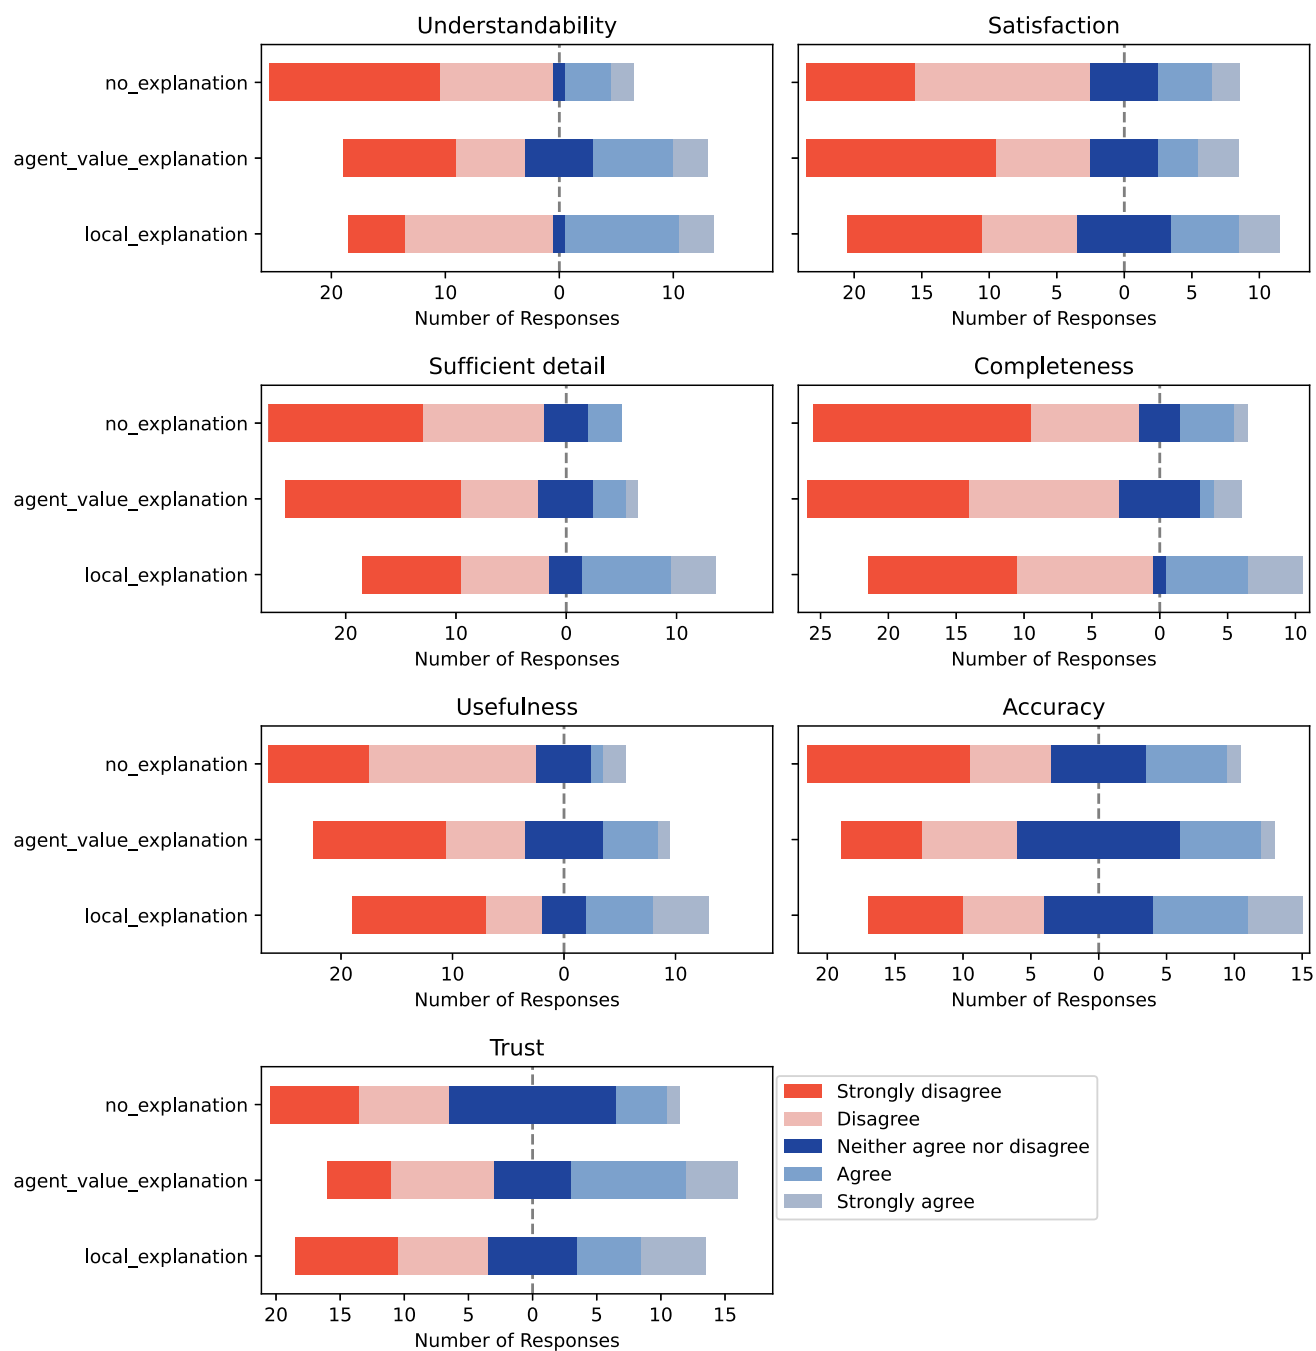 Understandability
Satisfaction
no_explanation
agent_value_explanation
local_explanation
20 10 0 10
20 15 10 5 0 5 10
Number of Responses
Number of Responses
Sufficient detail
Completeness
no_explanation
agent_value_explanation
local_explanation
20 10 0 10
25 20 15 10 5 0 5 10
Number of Responses
Number of Responses
Usefulness
Accuracy
no_explanation
agent_value_explanation
local_explanation
20 10 0 10
20 15 10 5 0 5 10 15
Number of Responses
Number of Responses
Trust
no_explanation
agent_value_explanation
local_explanation
20 15 10 5 0 5 10 15
Number of Responses
Strongly disagree
Disagree
Neither agree nor disagree
Agree
Strongly agree